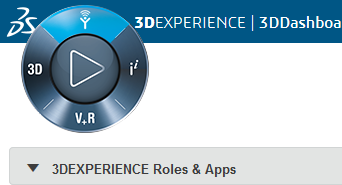 3DEXPERIENCE | 3DDashboa
3D
i i
V+R
3DEXPERIENCE Roles & Apps